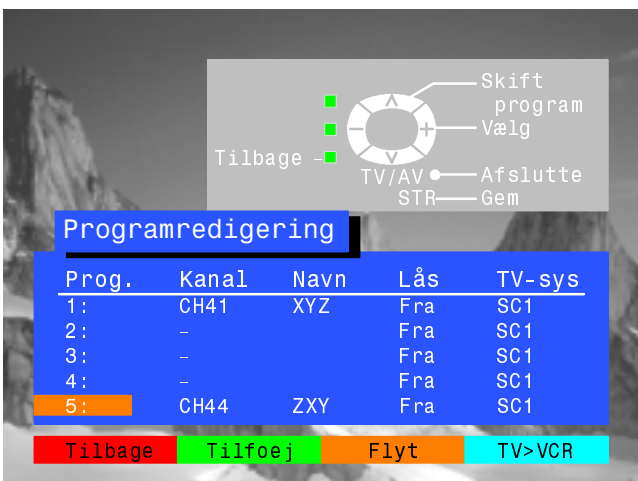 Skift
program
Vælg
Tilbage –
TV/AV
Afslutte
STR
Gem
Programredigering
Prog. Kanal Navn Lås TV-sys
1: CH41 XYZ Fra SC1
2: – Fra SC1
3: – Fra SC1
4: – Fra SC1
5: CH44 ZXY Fra SC1
Tilbage Tilfoej Flyt TV>VCR